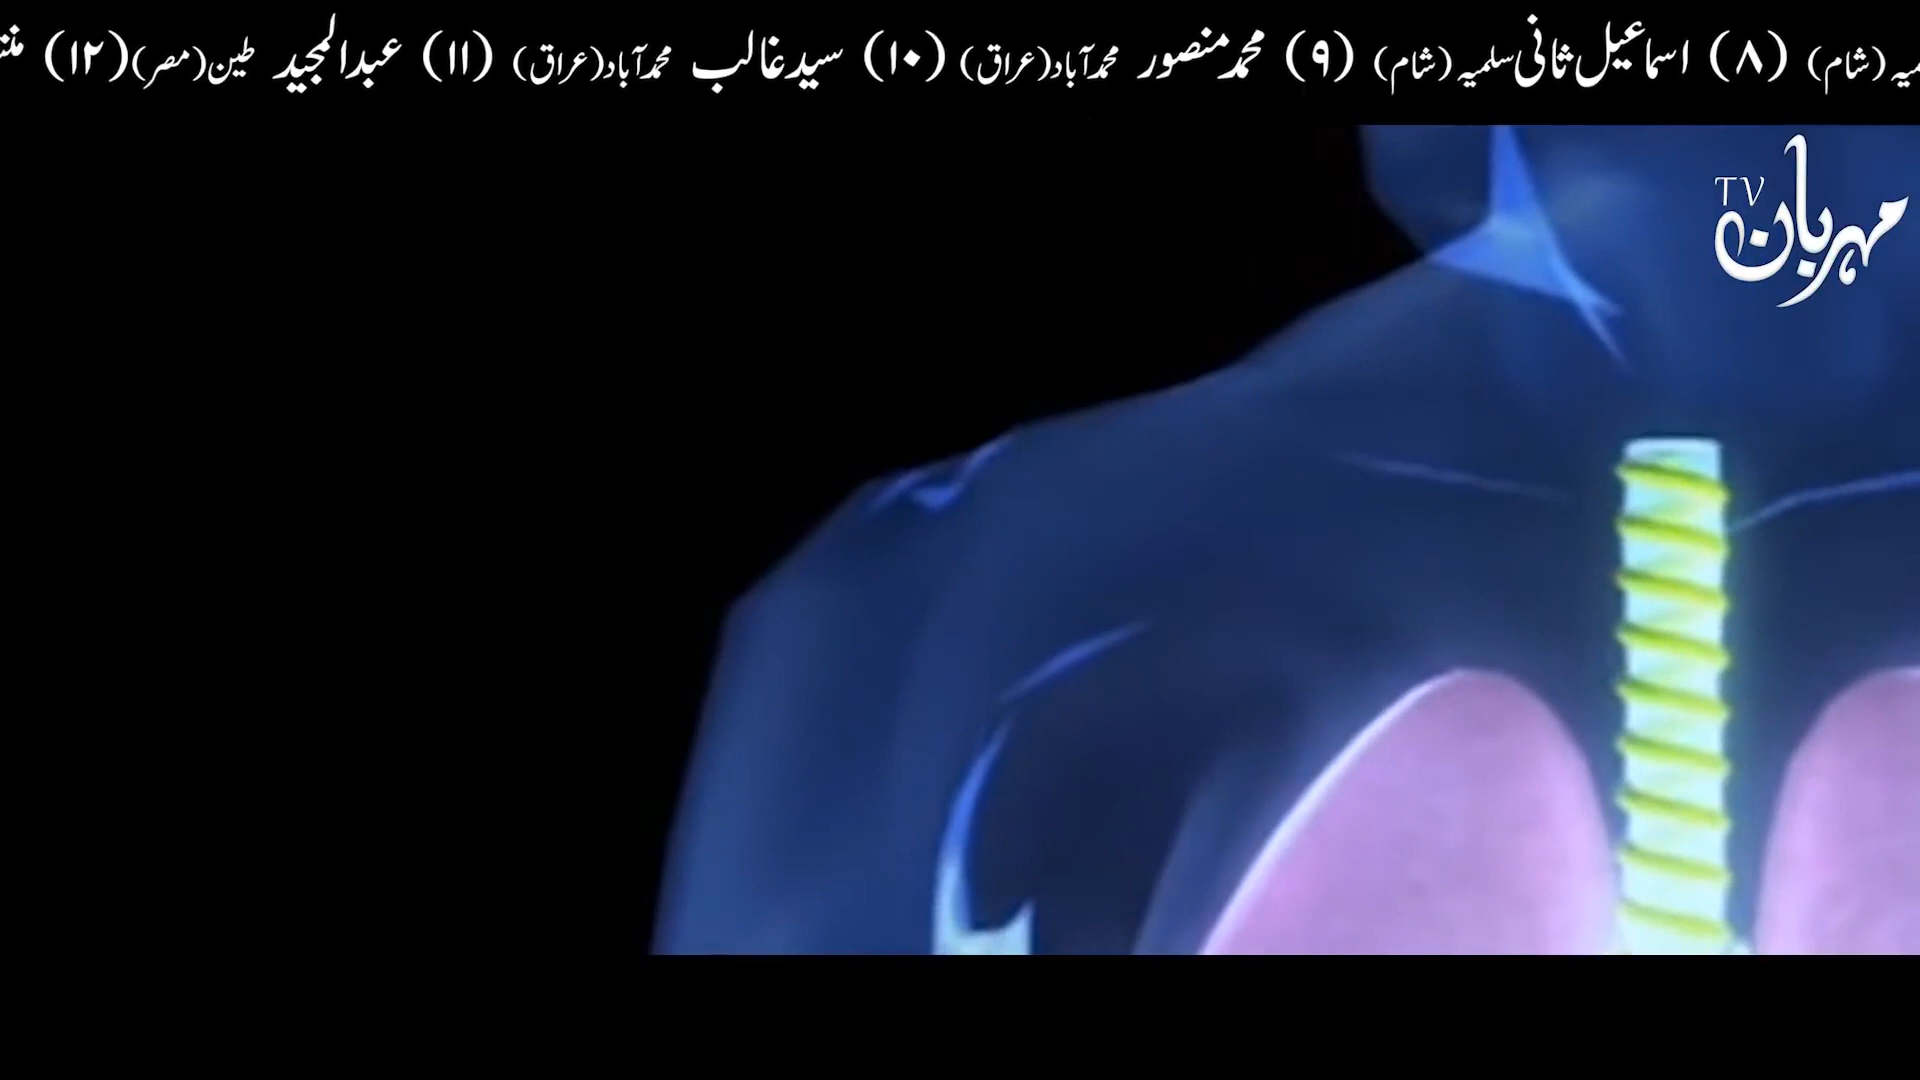 (شام) (۸) اسماعیل ثانی سلمیہ (شام) (۹) محمد منصور محمد آباد (عراق) (۱۰) سید غالب محمد آباد (عراق) (۱۱) عبدالمجید طین (مصر) (۱۲)
TV
مہربان